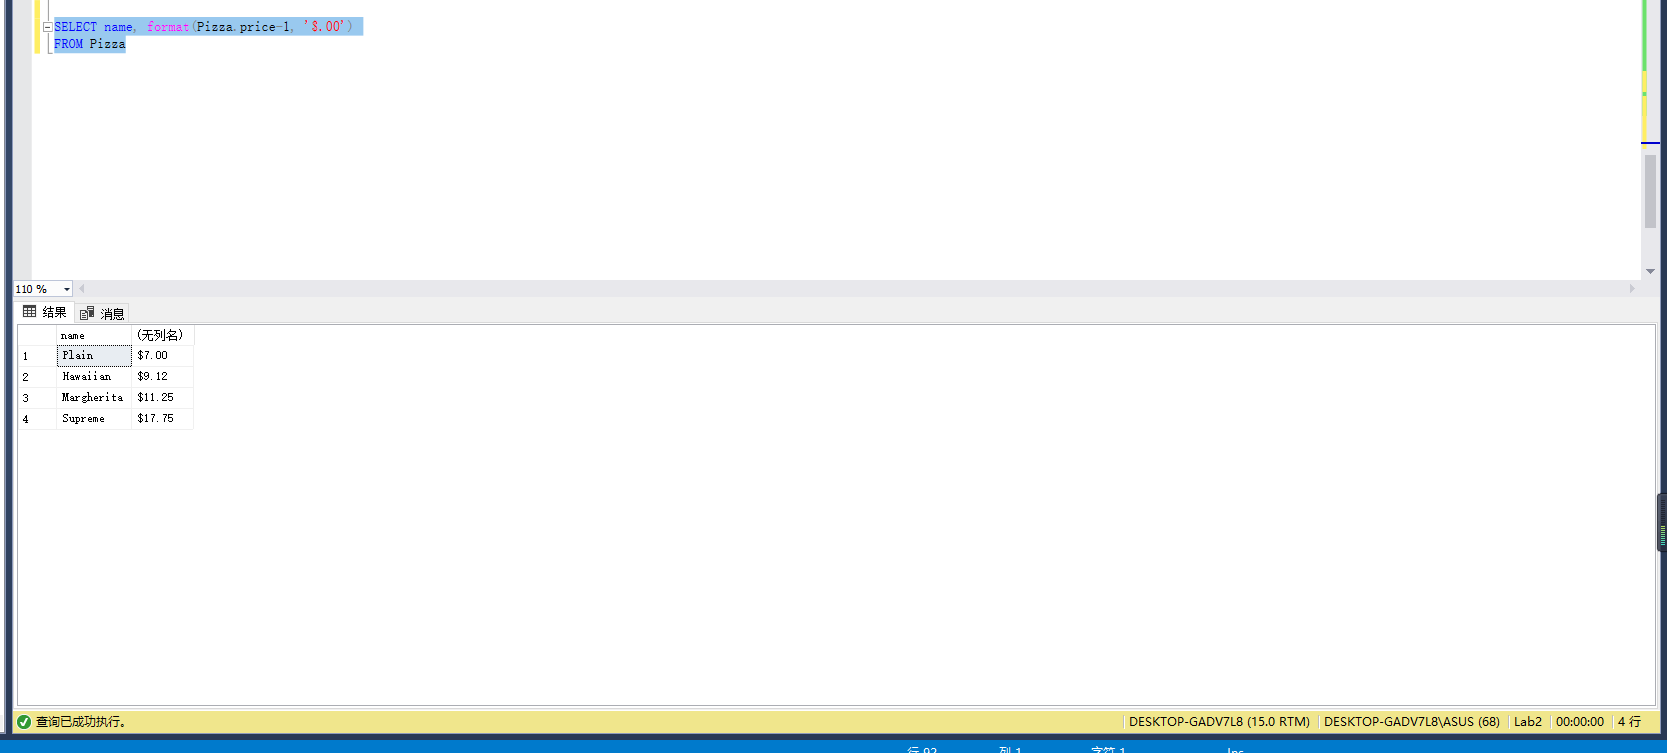 SELECT name, format(Pizza.price-1, '$.00')
FROM Pizza
110 %
结果 消息
name (无列名)
1 Plain $7.00
2 Hawaiian $9.12
3 Margherita $11.25
4 Supreme $17.75
查询已成功执行。 DESKTOP-GADV7L8 (15.0 RTM) DESKTOP-GADV7L8\ASUS (68) Lab2 00:00:00 4 行
行 92 列 1 字符 1 Ins